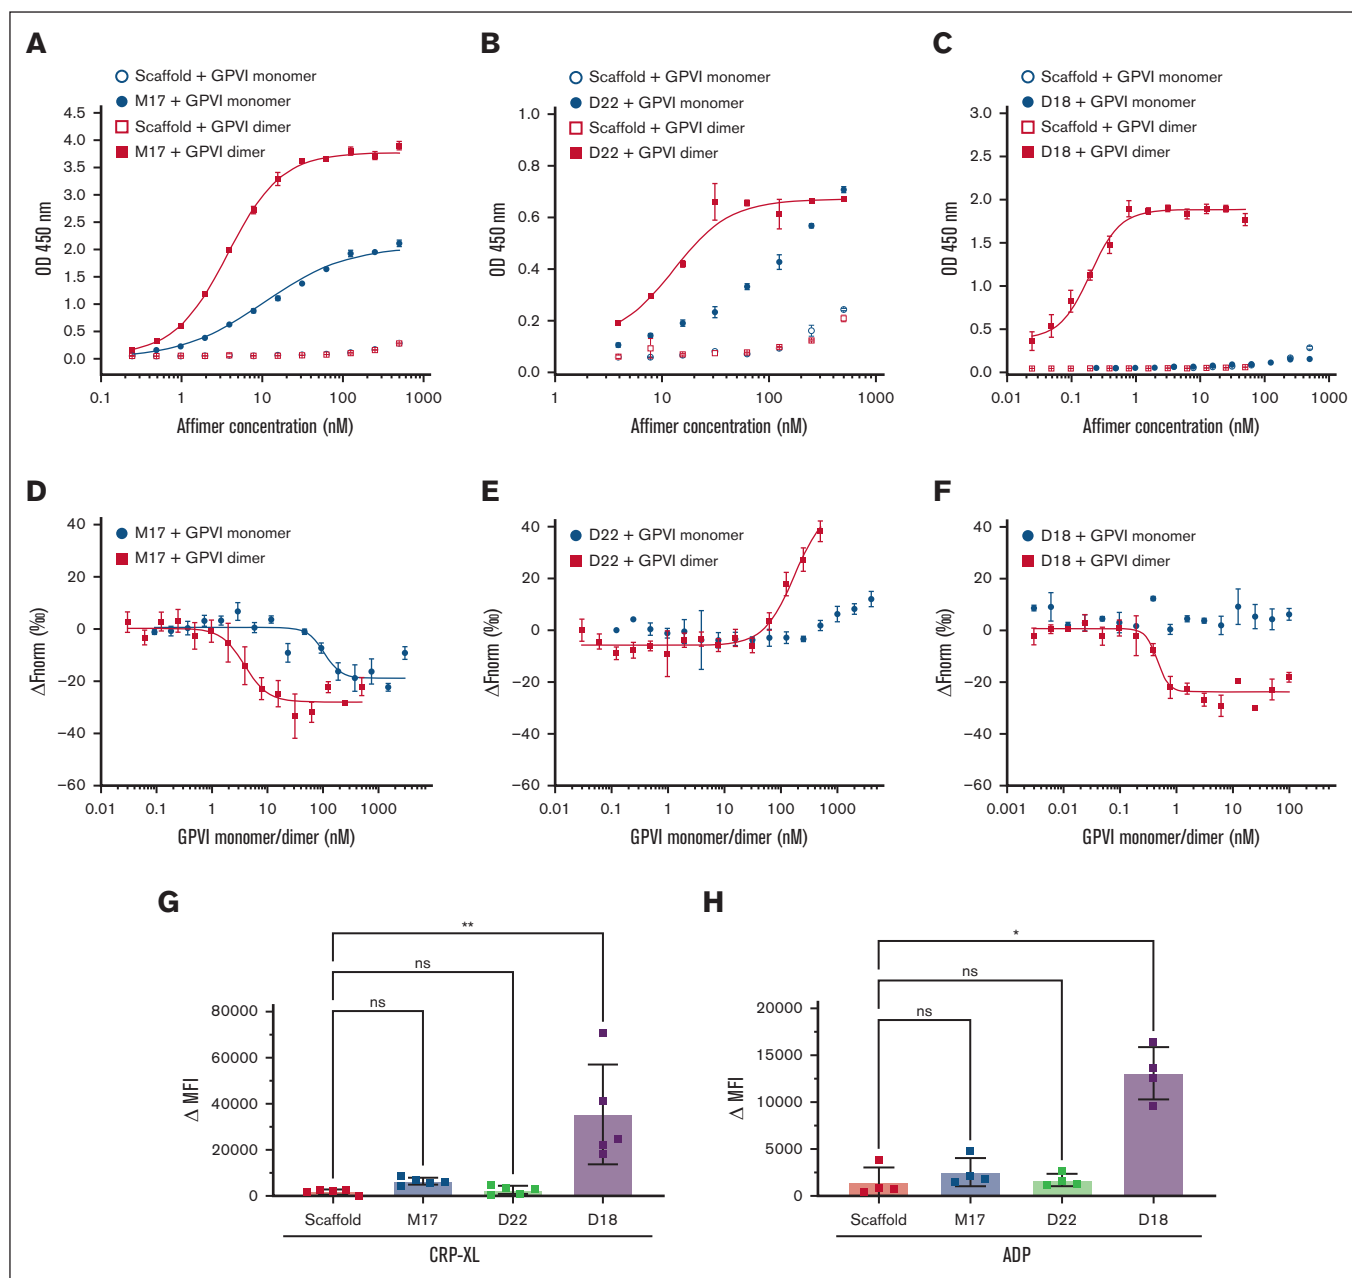 A
Scaffold + GPVI monomer
M17 + GPVI monomer
Scaffold + GPVI dimer
M17 + GPVI dimer
OD 450 nm
4.5
4.0
3.5
3.0
2.5
2.0
1.5
1.0
0.5
0.0
0.1 1 10 100 1000
Affimer concentration (nM)
B
Scaffold + GPVI monomer
D22 + GPVI monomer
Scaffold + GPVI dimer
D22 + GPVI dimer
OD 450 nm
1.0
0.8
0.6
0.4
0.2
0.0
1 10 100 1000
Affimer concentration (nM)
C
Scaffold + GPVI monomer
D18 + GPVI monomer
Scaffold + GPVI dimer
D18 + GPVI dimer
OD 450 nm
3.0
2.5
2.0
1.5
1.0
0.5
0.0
0.01 0.1 1 10 100 1000
Affimer concentration (nM)
D
M17 + GPVI monomer
M17 + GPVI dimer
ΔFnorm (‰)
40
20
0
−20
−40
−60
0.01 0.1 1 10 100 1000
GPVI monomer/dimer (nM)
E
D22 + GPVI monomer
D22 + GPVI dimer
ΔFnorm (‰)
40
20
0
−20
−40
−60
0.01 0.1 1 10 100 1000
GPVI monomer/dimer (nM)
F
D18 + GPVI monomer
D18 + GPVI dimer
ΔFnorm (‰)
40
20
0
−20
−40
−60
0.001 0.01 0.1 1 10 100
GPVI monomer/dimer (nM)
G
**
ns
ns
Δ MFI
80000
60000
40000
20000
0
Scaffold M17 D22 D18
CRP-XL
H
*
ns
ns
Δ MFI
20000
15000
10000
5000
0
Scaffold M17 D22 D18
ADP